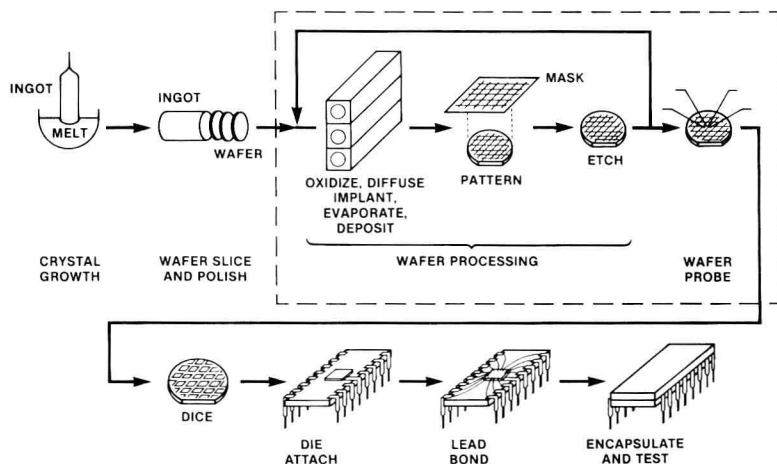 INGOT
MELT
INGOT
WAFER
MASK
OXIDIZE, DIFFUSE
IMPLANT,
EVAPORATE,
DEPOSIT
PATTERN
ETCH
WAFER PROCESSING
CRYSTAL
GROWTH
WAFER SLICE
AND POLISH
WAFER
PROBE
DICE
DIE
ATTACH
LEAD
BOND
ENCAPSULATE
AND TEST